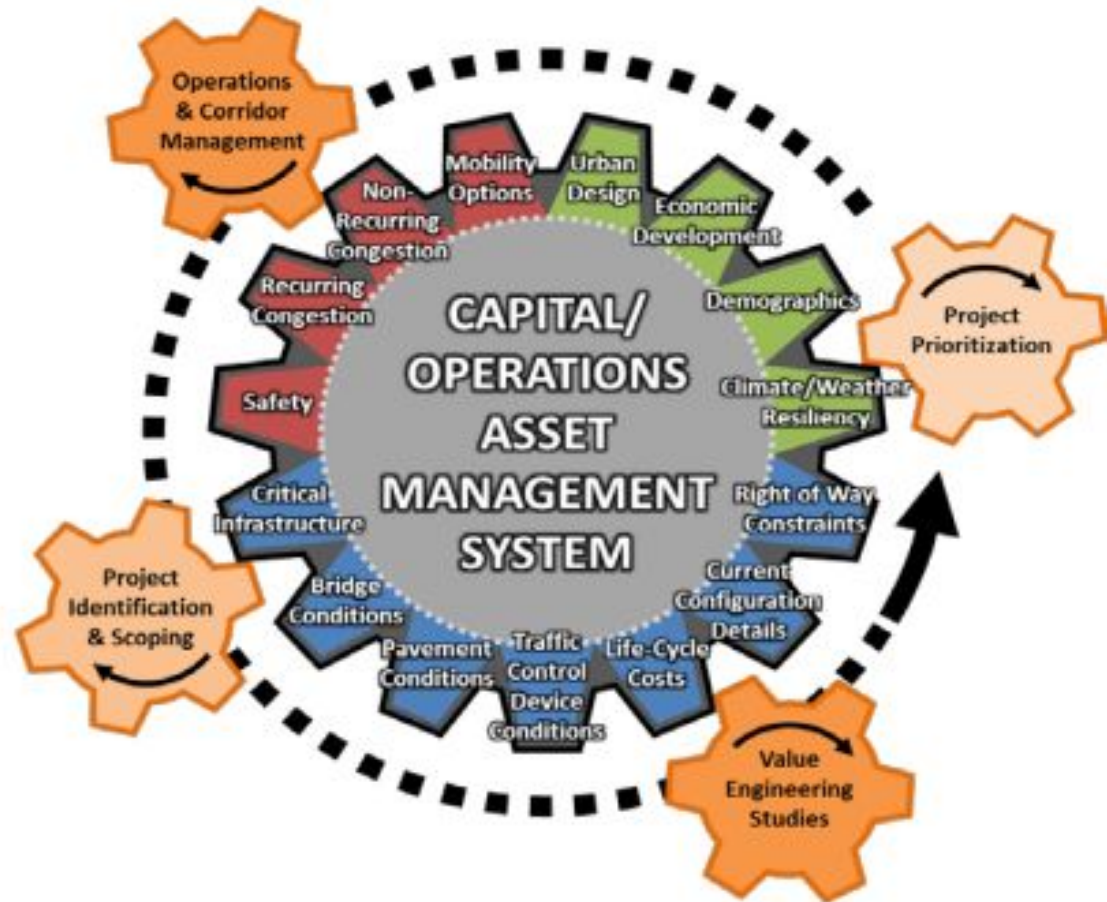 Operations
& Corridor
Management
Mobility
Options
Urban
Design
Non-
Recurring
Congestion
Economic
Development
Recurring
Congestion
Demographics
Project
Prioritization
Safety
Climate/Weather
Resiliency
CAPITAL/
OPERATIONS
ASSET
MANAGEMENT
SYSTEM
Critical
Infrastructure
Right of Way
Constraints
Project
Identification
& Scoping
Bridge
Conditions
Current
Configuration
Details
Pavement
Conditions
Traffic
Control
Device
Conditions
Life-Cycle
Costs
Value
Engineering
Studies